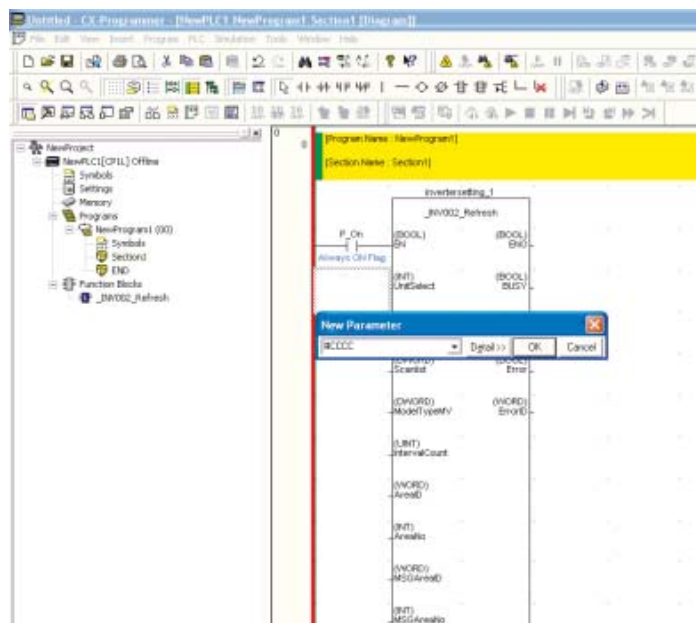 Untitled - CX-Programmer - [NewPLC1.NewProgram1.Section1 [Diagram]]
File Edit View Insert Program PLC Simulation Tools Window Help
NewProject
NewPLC1[CP1L] Offline
Symbols
Settings
Memory
Programs
NewProgram1 (00)
Symbols
Section1
END
Function Blocks
_INV002_Refresh
0
0
[Program Name : NewProgram1]
[Section Name : Section1]
invertersetting_1
_INV002_Refresh
P_On
Always ON Flag
(BOOL) (BOOL)
EN ENO
(INT) (BOOL)
UnitSelect BUSY
New Parameter
#CCCC
Detail >> OK Cancel
(DWORD) (BOOL)
Scanlist Error
(DWORD) (WORD)
ModelTypeMV ErrorID
(UINT)
IntervalCount
(WORD)
AreaID
(INT)
AreaNo
(WORD)
MSGAreaID
(INT)
MSGAreaNo